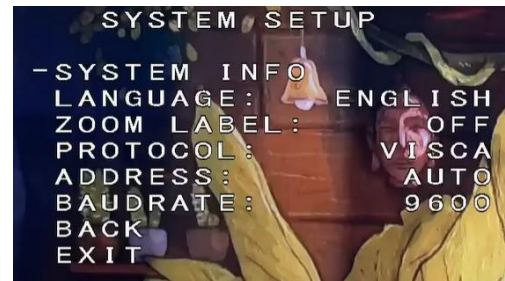 SYSTEM SETUP
-SYSTEM INFO
LANGUAGE: ENGLISH
ZOOM LABEL: OFF
PROTOCOL: VISCA
ADDRESS: AUTO
BAUDRATE: 9600
BACK
EXIT